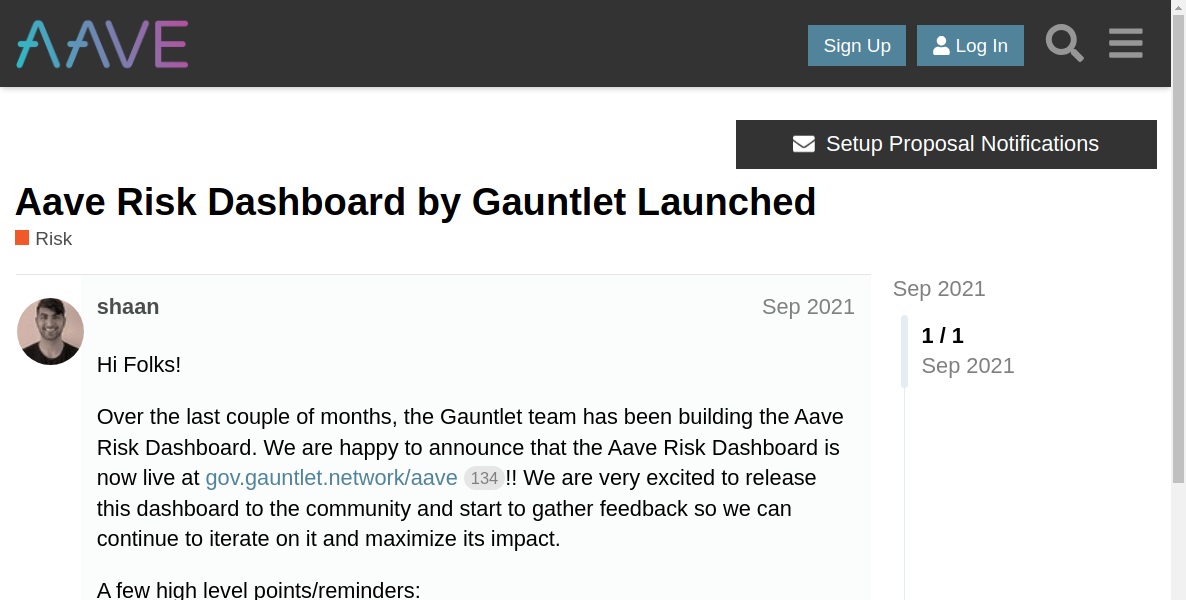 AAVE
Sign Up
Log In
Setup Proposal Notifications
Aave Risk Dashboard by Gauntlet Launched
Risk
shaan
Sep 2021
Hi Folks!
Over the last couple of months, the Gauntlet team has been building the Aave
Risk Dashboard. We are happy to announce that the Aave Risk Dashboard is
now live at gov.gauntlet.network/aave 134!! We are very excited to release
this dashboard to the community and start to gather feedback so we can
continue to iterate on it and maximize its impact.
A few high level points/reminders:
Sep 2021
1 / 1
Sep 2021